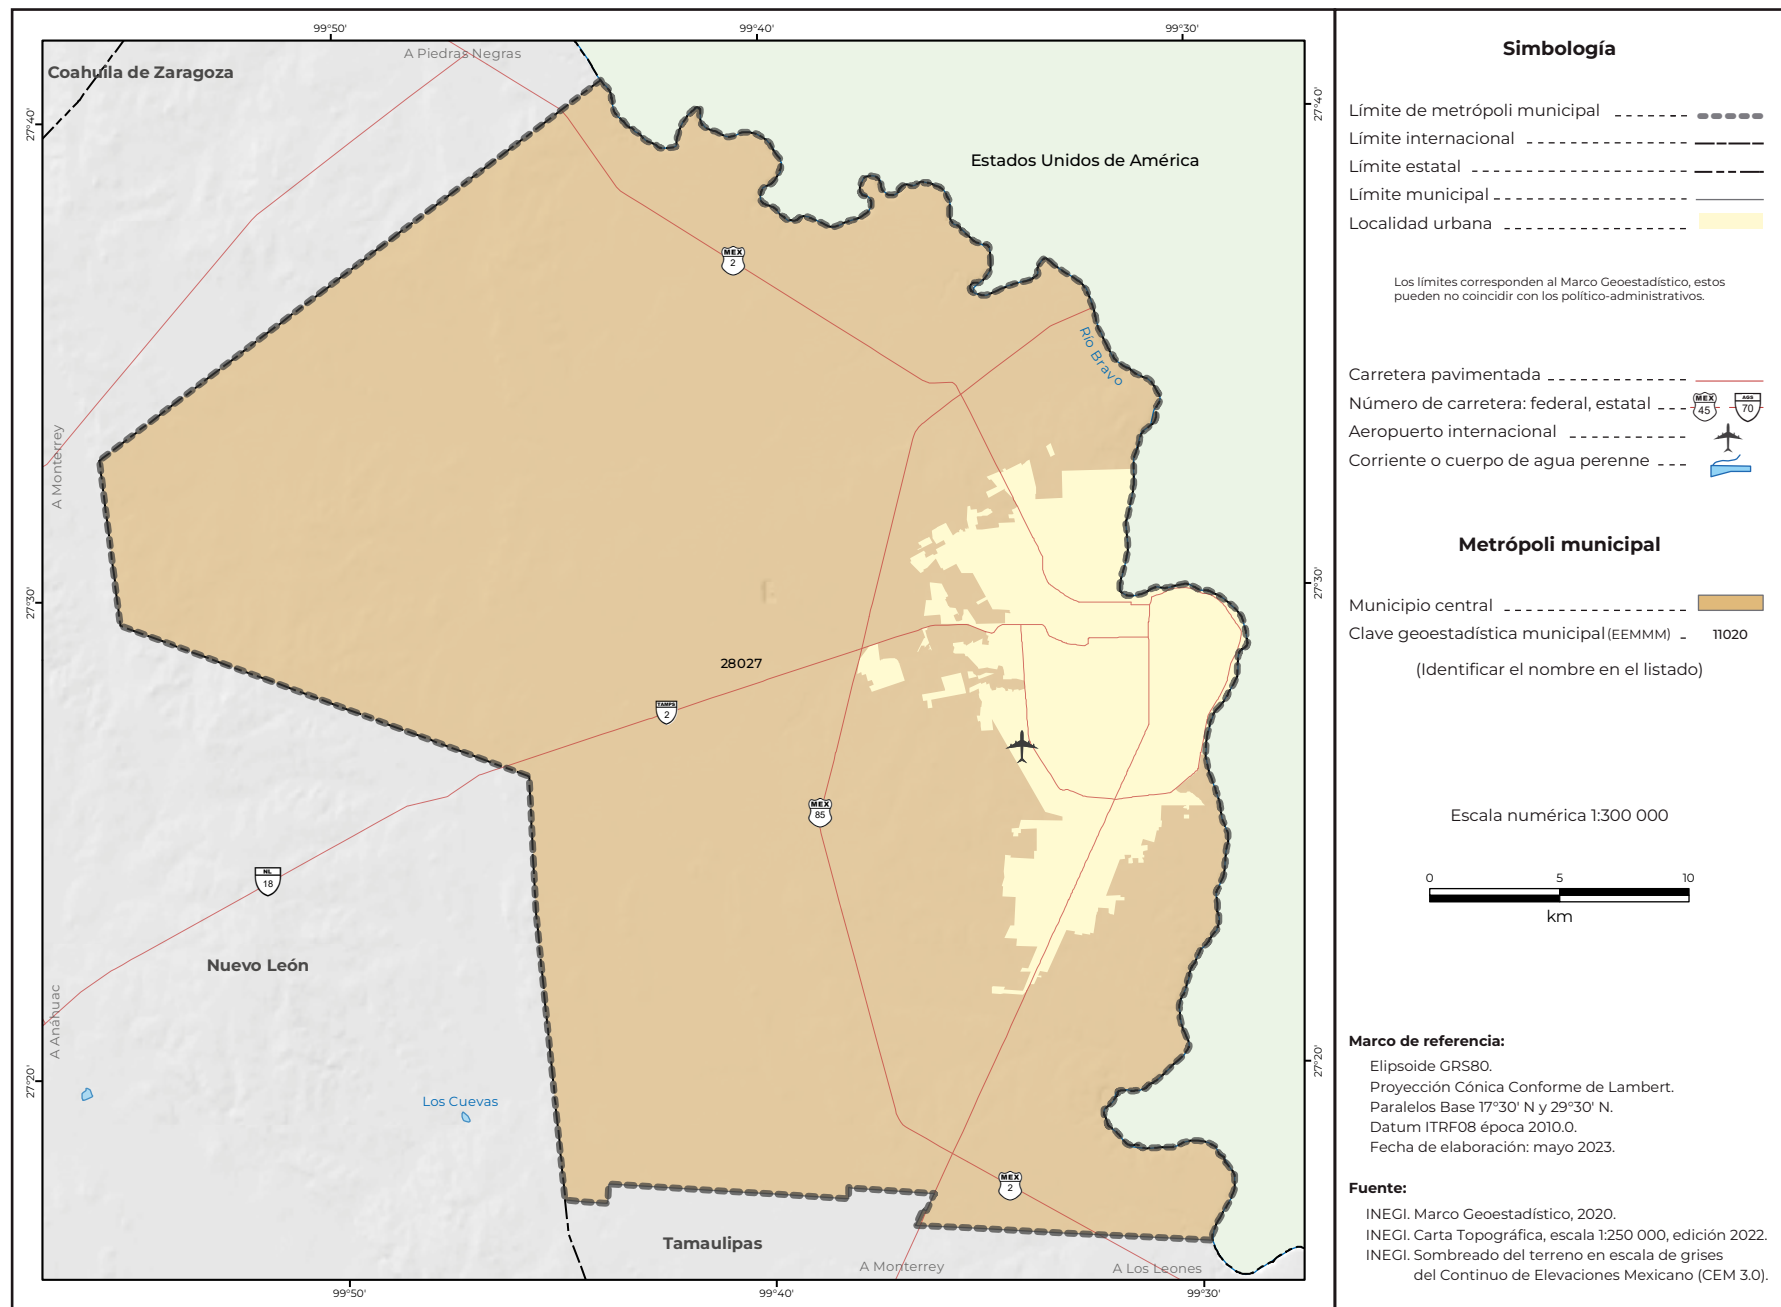 99°50'
99°40'
99°30'
A Piedras Negras
Coahuila de Zaragoza
27°40'
27°40'
Estados Unidos de América
MEX
2
Río Bravo
A Monterrey
27°30'
27°30'
28027
TAMPS
2
MEX
85
NL
18
Nuevo León
A Anáhuac
27°20'
27°20'
Los Cuevas
MEX
2
Tamaulipas
A Monterrey
A Los Leones
99°50'
99°40'
99°30'
Simbología
Límite de metrópoli municipal
Límite internacional
Límite estatal
Límite municipal
Localidad urbana
Los límites corresponden al Marco Geoestadístico, estos
pueden no coincidir con los político-administrativos.
Carretera pavimentada
Número de carretera: federal, estatal
MEX
45
AGS
70
Aeropuerto internacional
Corriente o cuerpo de agua perenne
Metrópoli municipal
Municipio central
Clave geoestadística municipal (EEMMM) 11020
(Identificar el nombre en el listado)
Escala numérica 1:300 000
0 5 10
km
Marco de referencia:
Elipsoide GRS80.
Proyección Cónica Conforme de Lambert.
Paralelos Base 17°30' N y 29°30' N.
Datum ITRF08 época 2010.0.
Fecha de elaboración: mayo 2023.
Fuente:
INEGI. Marco Geoestadístico, 2020.
INEGI. Carta Topográfica, escala 1:250 000, edición 2022.
INEGI. Sombreado del terreno en escala de grises
del Continuo de Elevaciones Mexicano (CEM 3.0).